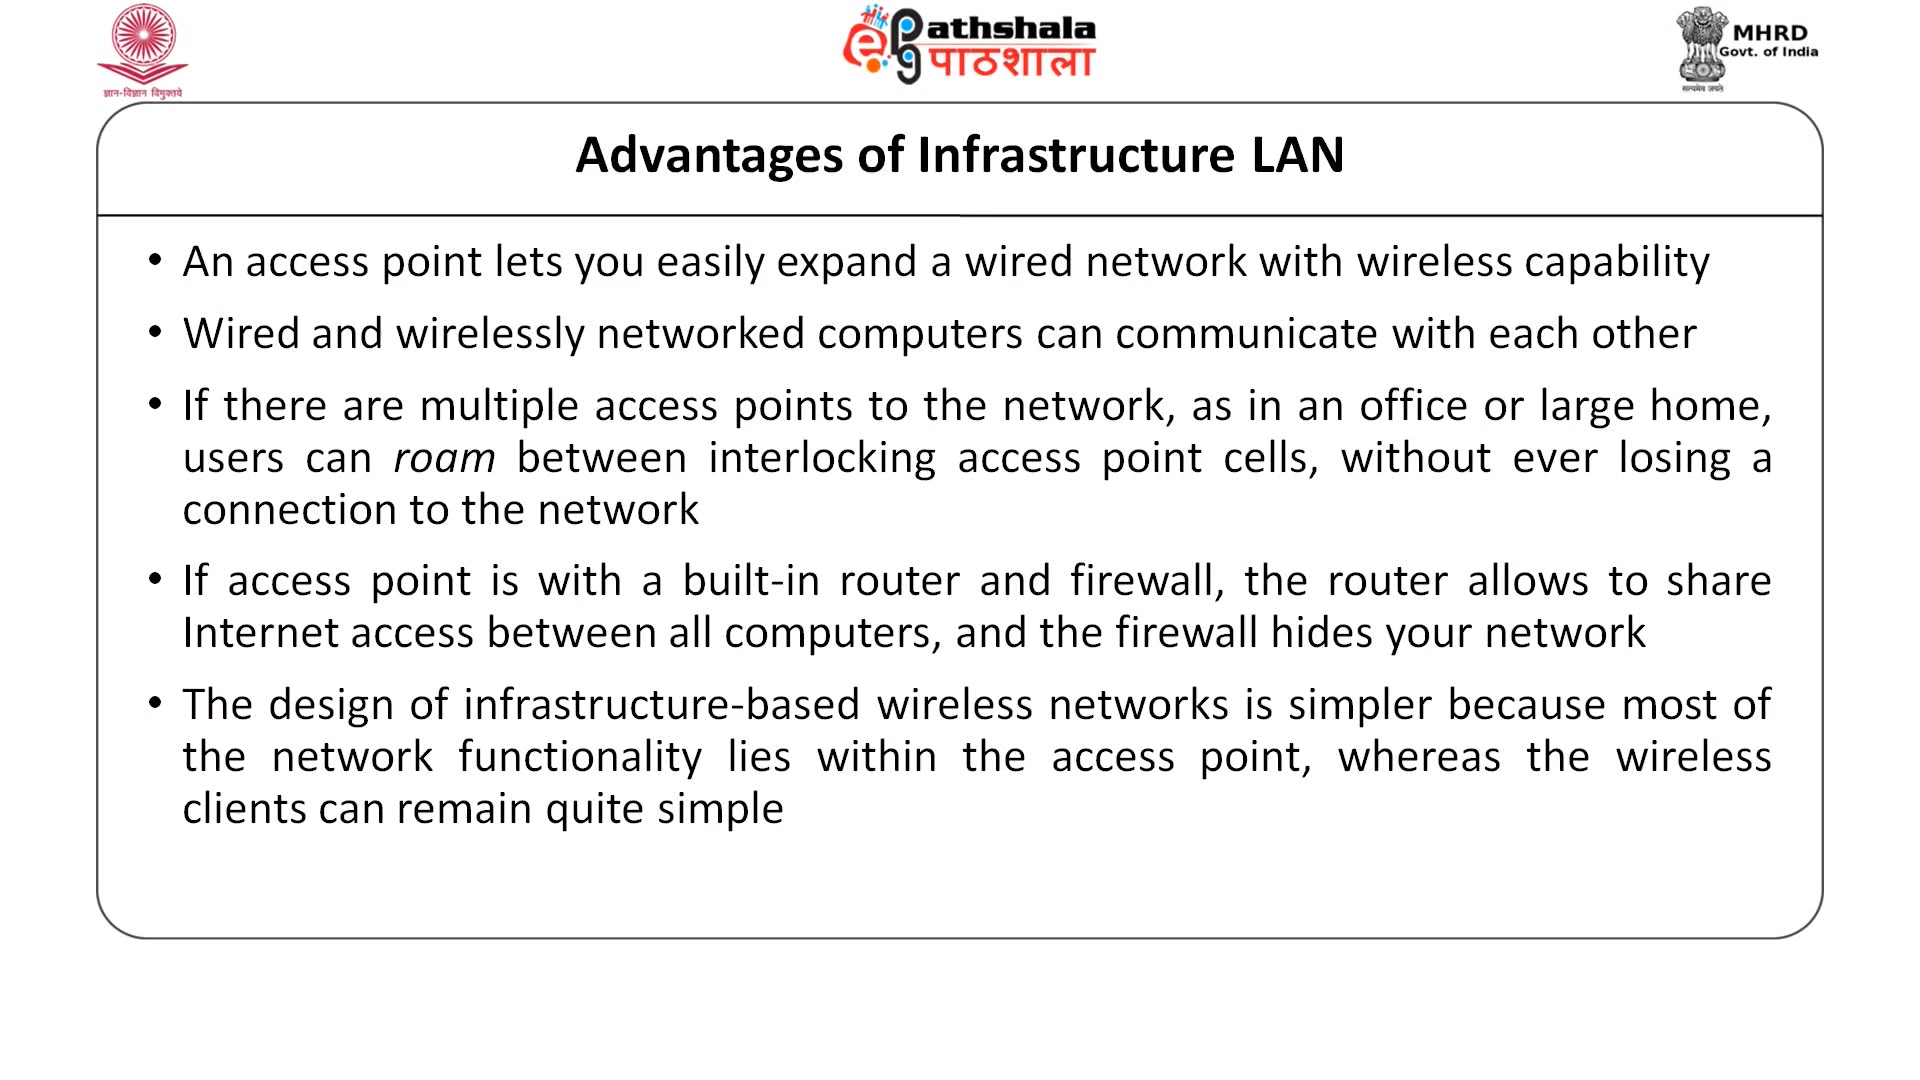 ज्ञान-विज्ञान विमुक्तये
ePathshala
पाठशाला
MHRD
Govt. of India
सत्यमेव जयते
Advantages of Infrastructure LAN
• An access point lets you easily expand a wired network with wireless capability
• Wired and wirelessly networked computers can communicate with each other
• If there are multiple access points to the network, as in an office or large home,
users can roam between interlocking access point cells, without ever losing a
connection to the network
• If access point is with a built-in router and firewall, the router allows to share
Internet access between all computers, and the firewall hides your network
• The design of infrastructure-based wireless networks is simpler because most of
the network functionality lies within the access point, whereas the wireless
clients can remain quite simple